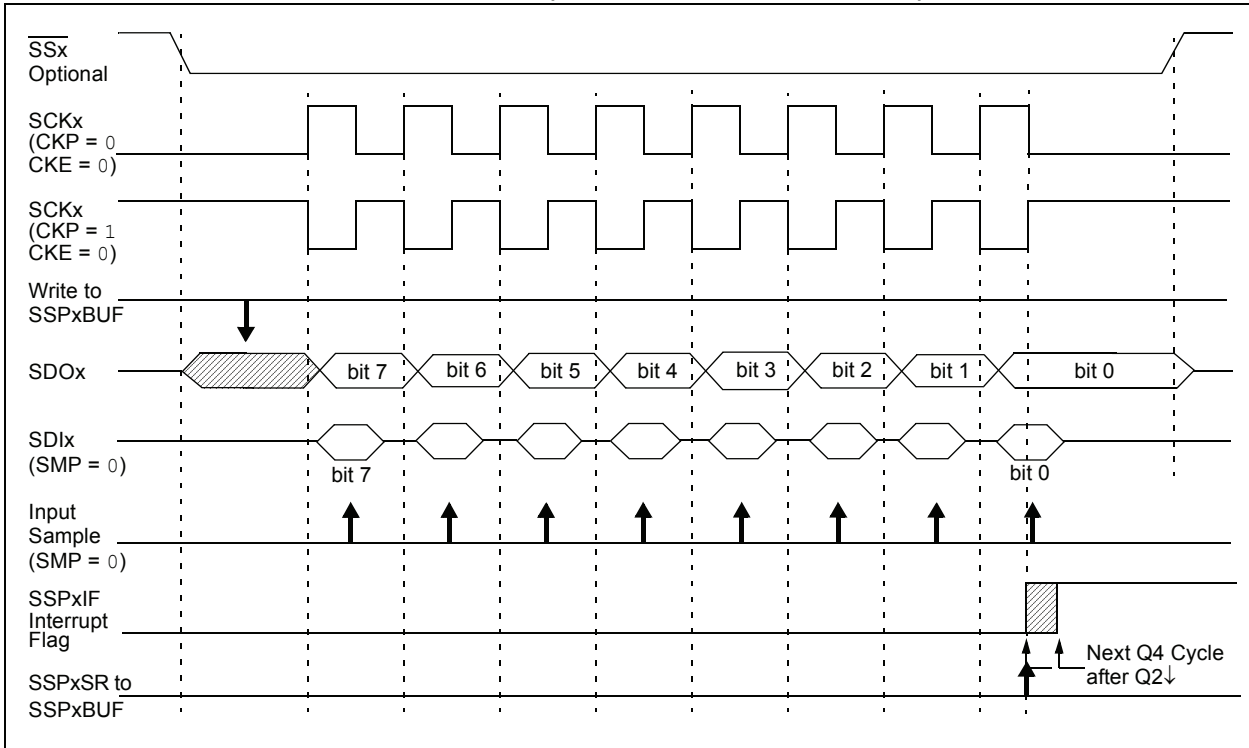 SSx
Optional
SCKx
(CKP = 0
CKE = 0)
SCKx
(CKP = 1
CKE = 0)
Write to
SSPxBUF
SDOx
bit 7
bit 6
bit 5
bit 4
bit 3
bit 2
bit 1
bit 0
SDIx
(SMP = 0)
bit 7
bit 0
Input
Sample
(SMP = 0)
SSPxIF
Interrupt
Flag
Next Q4 Cycle
after Q2↓
SSPxSR to
SSPxBUF